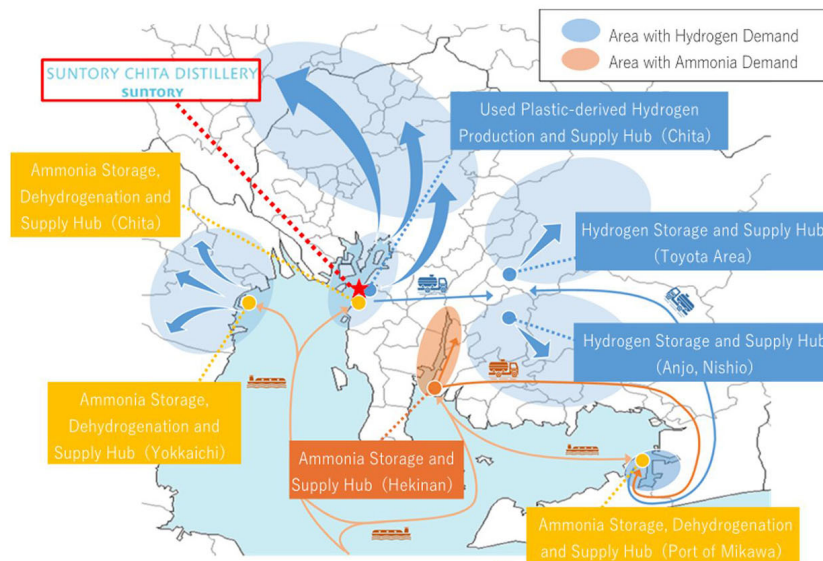 Area with Hydrogen Demand
Area with Ammonia Demand
SUNTORY CHITA DISTILLERY
SUNTORY
Used Plastic-derived Hydrogen
Production and Supply Hub (Chita)
Ammonia Storage,
Dehydrogenation and
Supply Hub (Chita)
Hydrogen Storage and Supply Hub
(Toyota Area)
Hydrogen Storage and Supply Hub
(Anjo, Nishio)
Ammonia Storage,
Dehydrogenation and
Supply Hub (Yokkaichi)
Ammonia Storage and
Supply Hub (Hekinan)
Ammonia Storage, Dehydrogenation
and Supply Hub (Port of Mikawa)